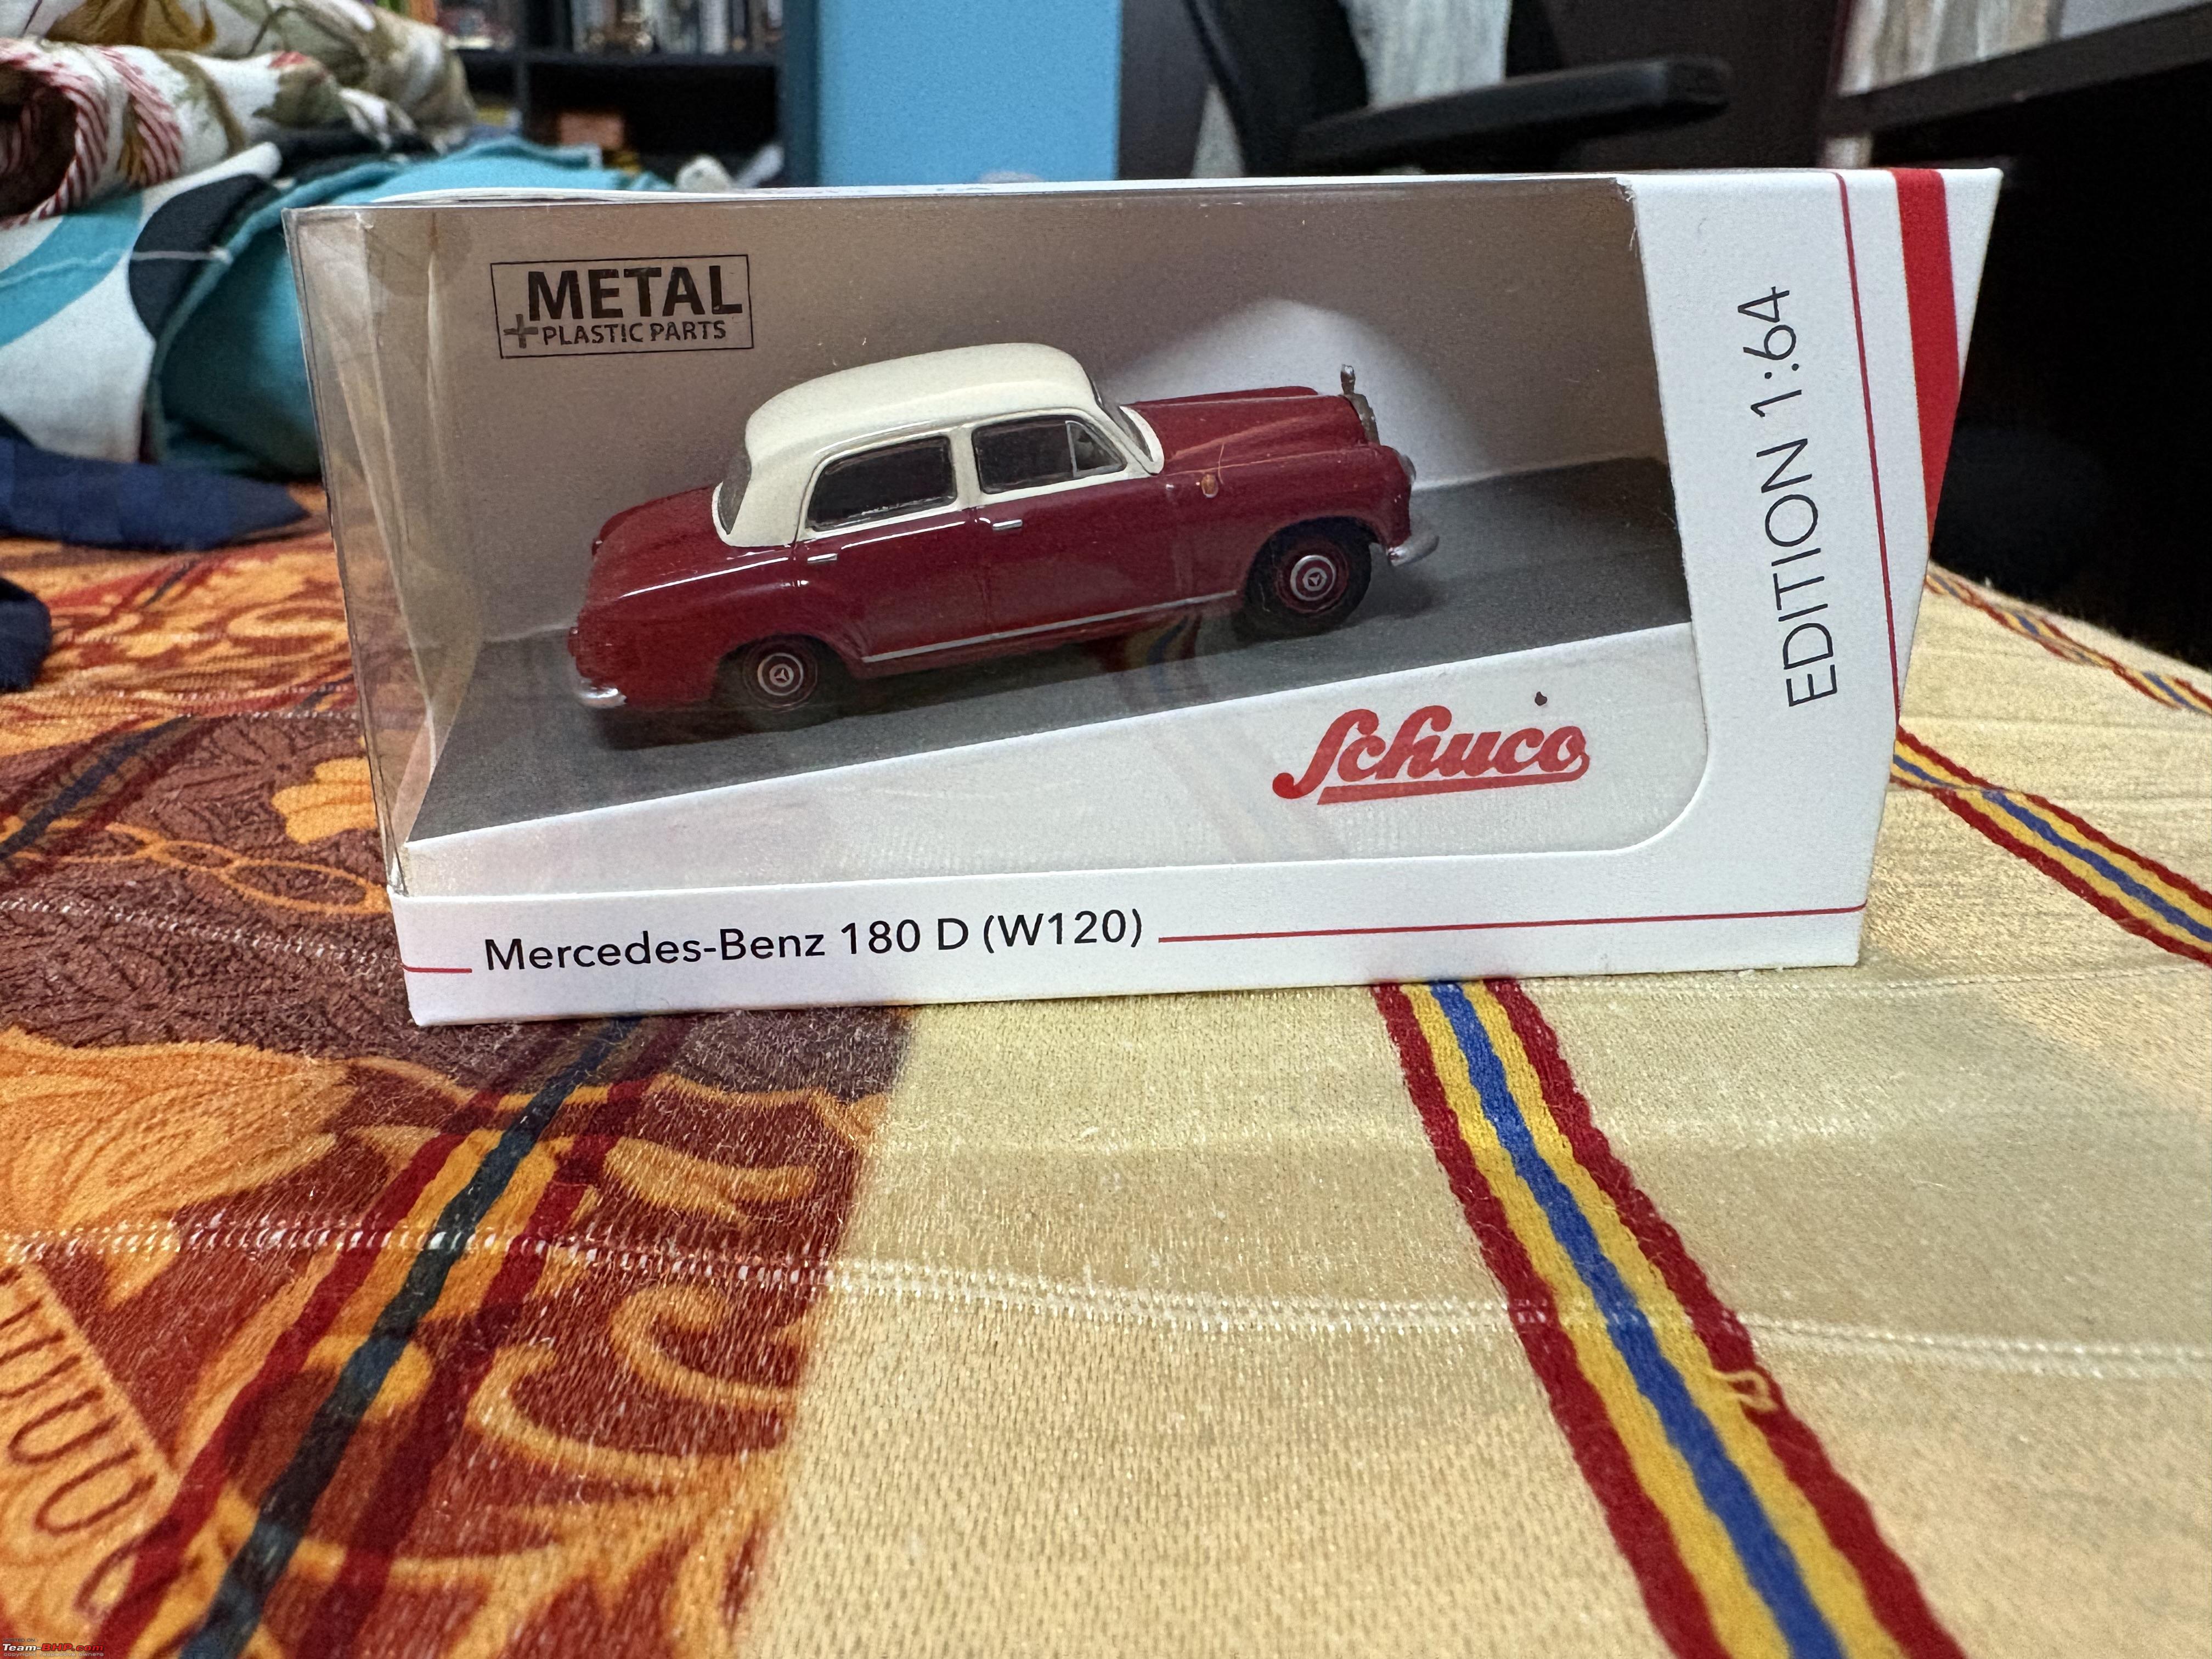 METAL
+PLASTIC PARTS
EDITION 1:64
Schuco
Mercedes-Benz 180 D (W120)
Team-BHP.com